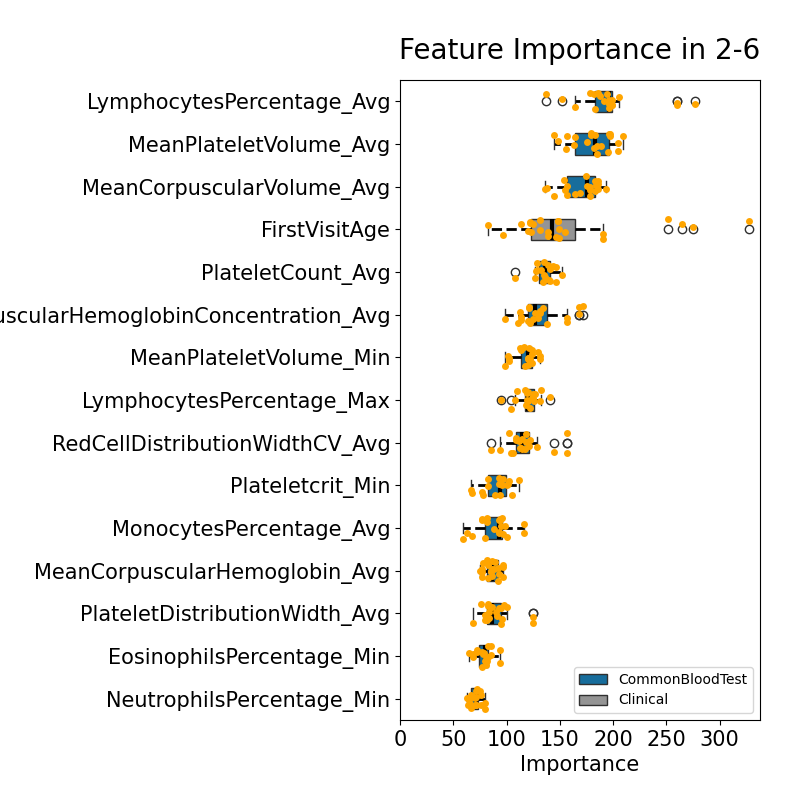 Feature Importance in 2-6
LymphocytesPercentage_Avg
MeanPlateletVolume_Avg
MeanCorpuscularVolume_Avg
FirstVisitAge
PlateletCount_Avg
uscularHemoglobinConcentration_Avg
MeanPlateletVolume_Min
LymphocytesPercentage_Max
RedCellDistributionWidthCV_Avg
Plateletcrit_Min
MonocytesPercentage_Avg
MeanCorpuscularHemoglobin_Avg
PlateletDistributionWidth_Avg
EosinophilsPercentage_Min
NeutrophilsPercentage_Min
CommonBloodTest
Clinical
0 50 100 150 200 250 300
Importance